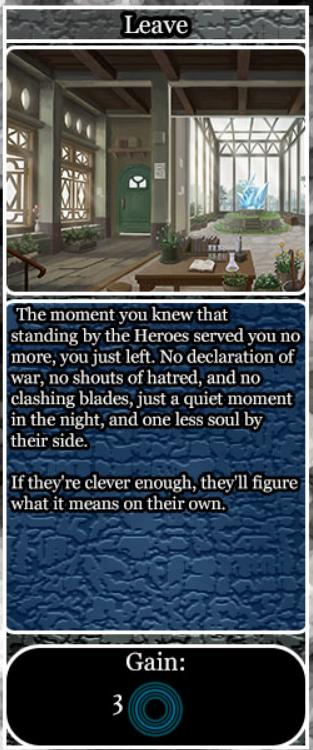 Leave
The moment you knew that
standing by the Heroes served you no
more, you just left. No declaration of
war, no shouts of hatred, and no
clashing blades, just a quiet moment
in the night, and one less soul by
their side.
If they're clever enough, they'll figure
what it means on their own.
Gain:
3